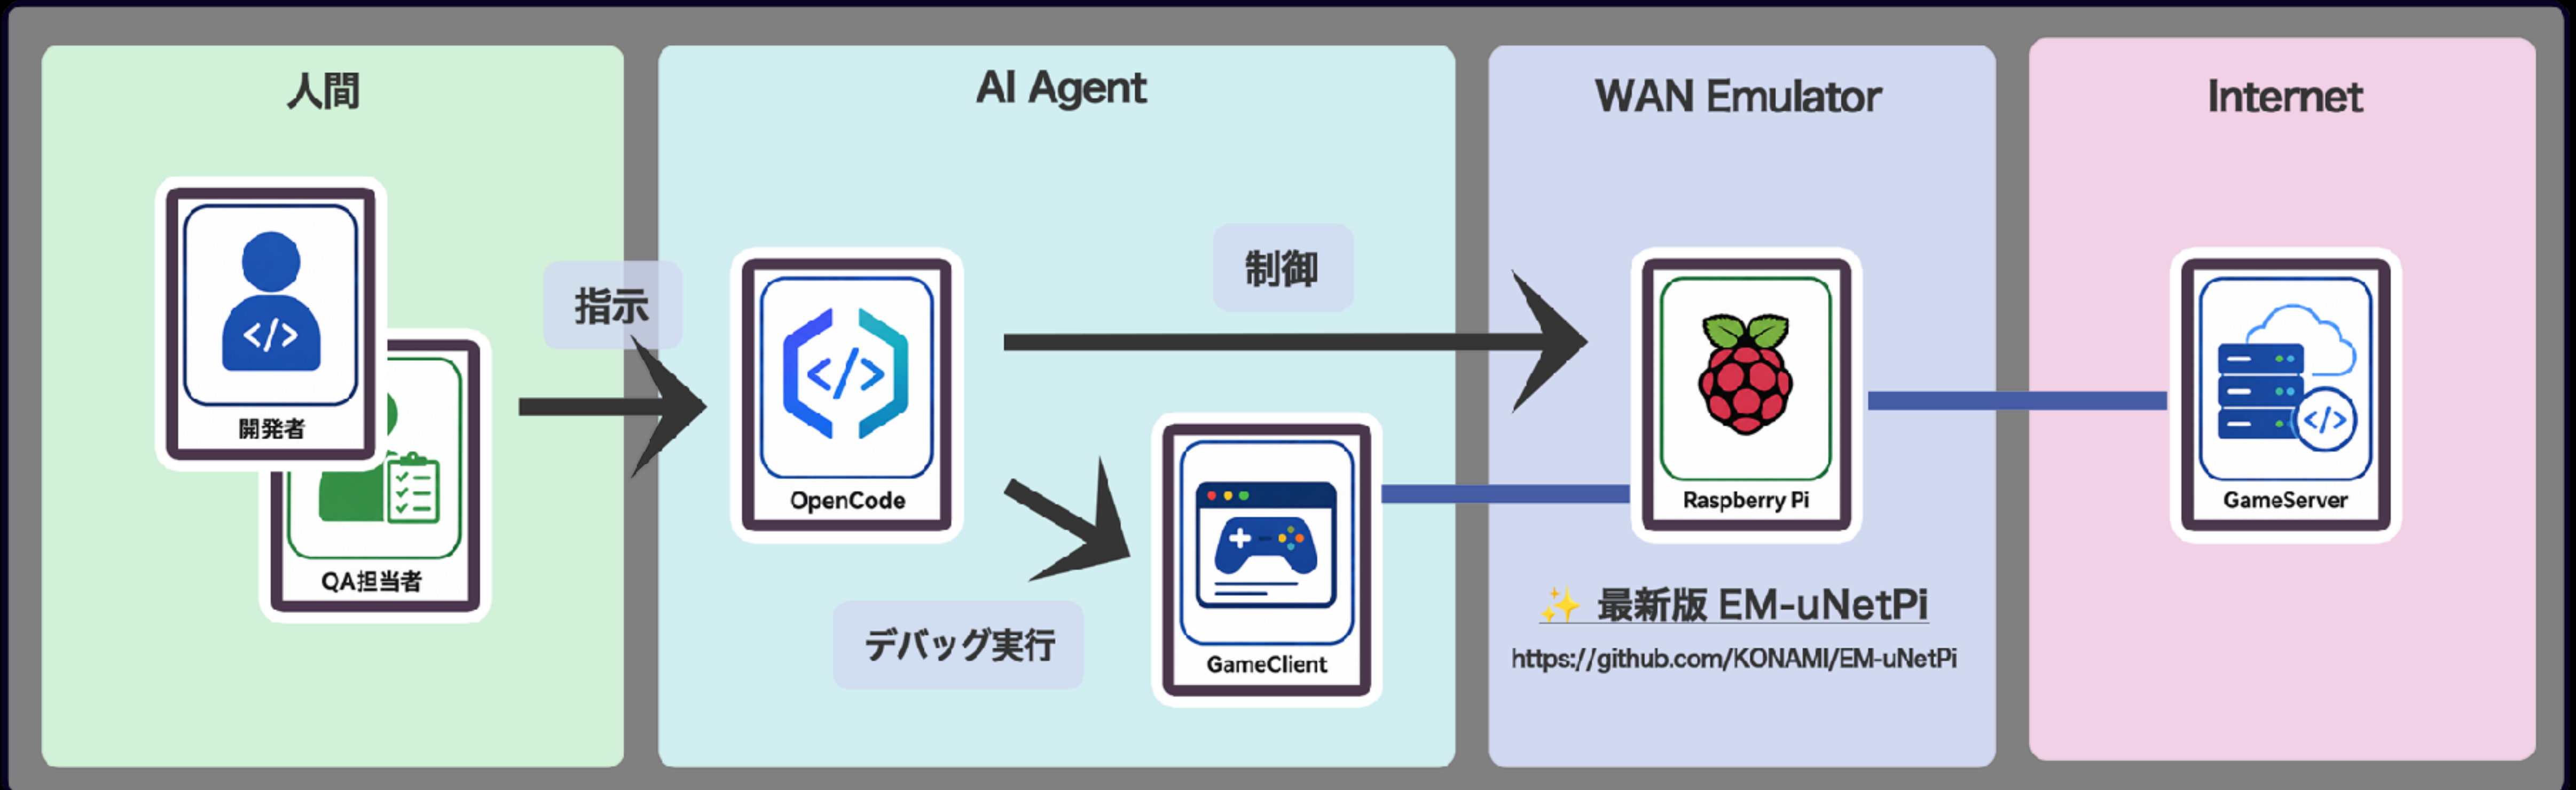 人間
開発者
QA担当者
指示
AI Agent
OpenCode
制御
デバッグ実行
GameClient
WAN Emulator
Raspberry Pi
✨ 最新版 EM-uNetPi
https://github.com/KONAMI/EM-uNetPi
Internet
GameServer